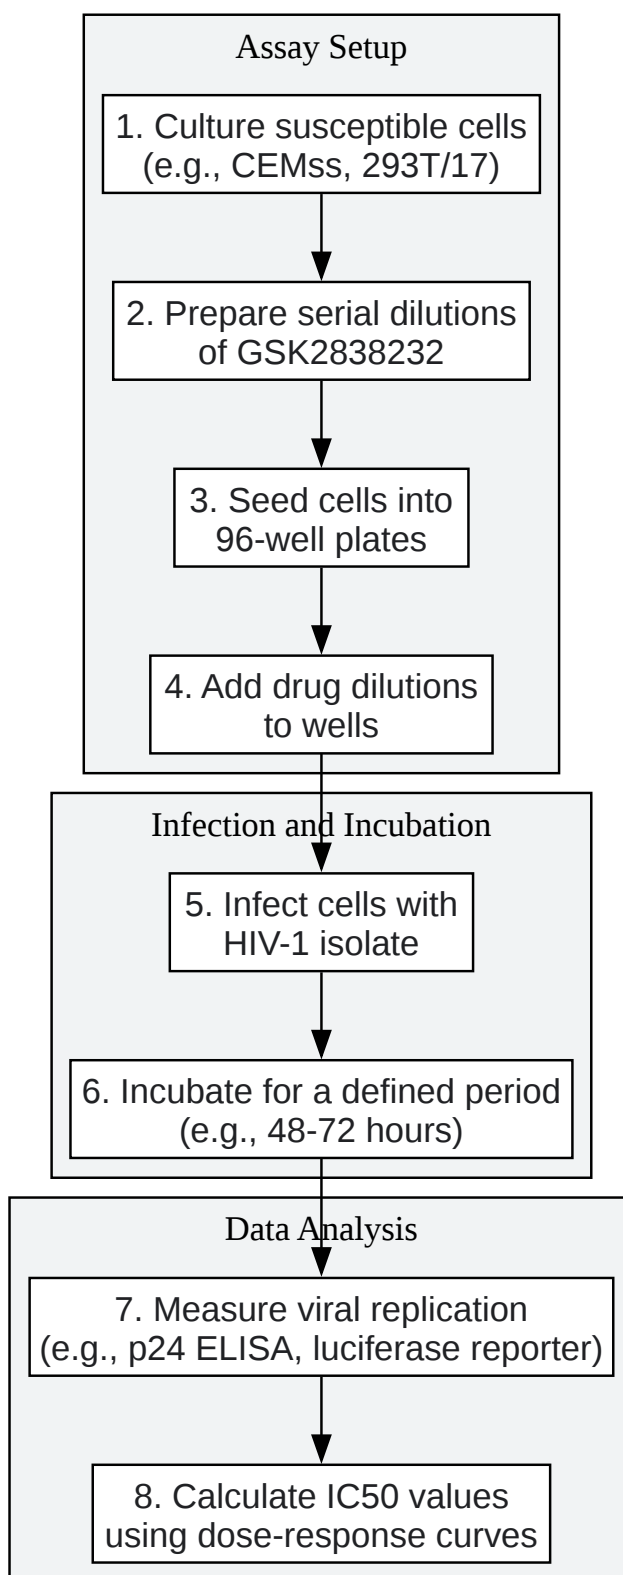 Assay Setup
1. Culture susceptible cells
(e.g., CEMss, 293T/17)
2. Prepare serial dilutions
of GSK2838232
3. Seed cells into
96-well plates
4. Add drug dilutions
to wells
Infection and Incubation
5. Infect cells with
HIV-1 isolate
6. Incubate for a defined period
(e.g., 48-72 hours)
Data Analysis
7. Measure viral replication
(e.g., p24 ELISA, luciferase reporter)
8. Calculate IC50 values
using dose-response curves